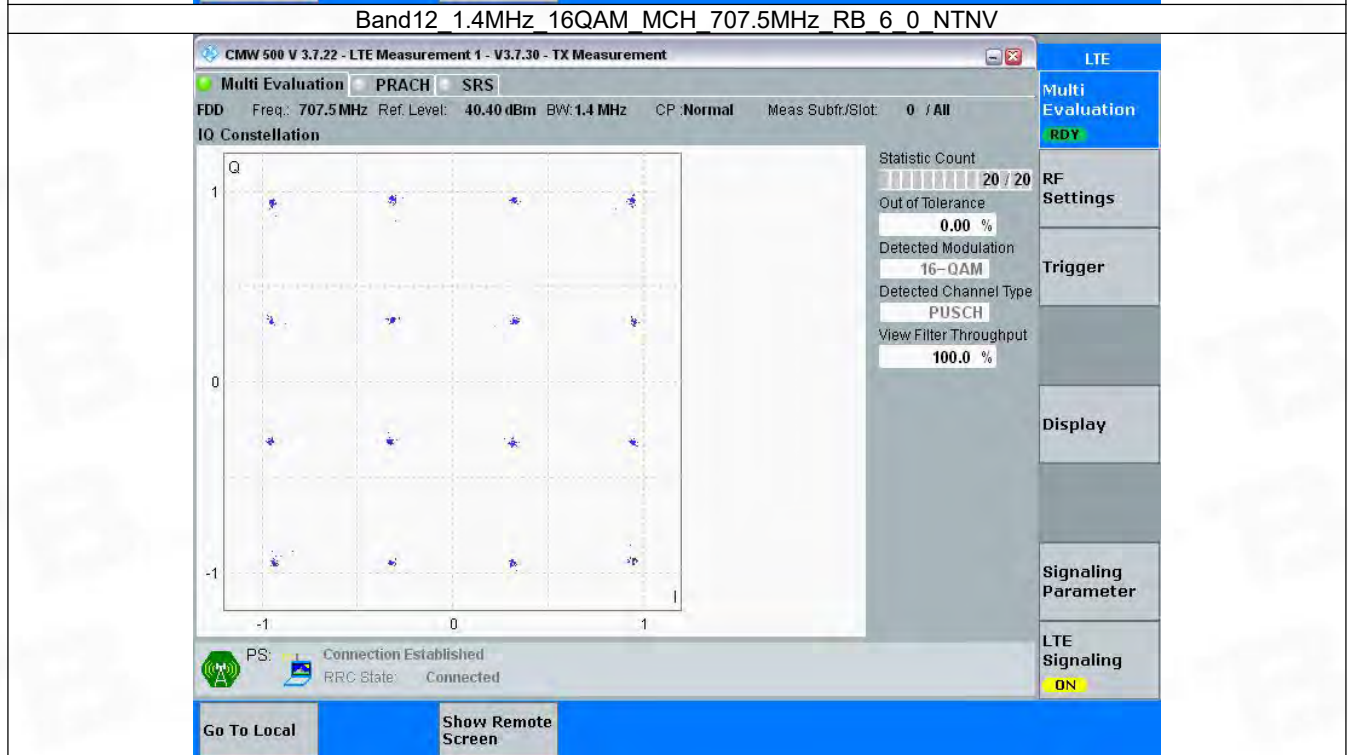 Band12_1.4MHz_16QAM_MCH_707.5MHz_RB_6_0_NTNV
CMW 500 V 3.7.22 - LTE Measurement 1 - V3.7.30 - TX Measurement
LTE
Multi Evaluation PRACH SRS
Multi
Evaluation
RDY
FDD Freq.: 707.5 MHz Ref. Level: 40.40 dBm BW: 1.4 MHz CP :Normal Meas Subfr./Slot: 0 / All
IQ Constellation
Q
1
0
-1
I
-1 0 1
Statistic Count
20 / 20
Out of Tolerance
0.00 %
Detected Modulation
16-QAM
Detected Channel Type
PUSCH
View Filter Throughput
100.0 %
RF
Settings
Trigger
Display
Signaling
Parameter
LTE
Signaling
ON
PS: Connection Established
RRC State: Connected
Go To Local
Show Remote
Screen